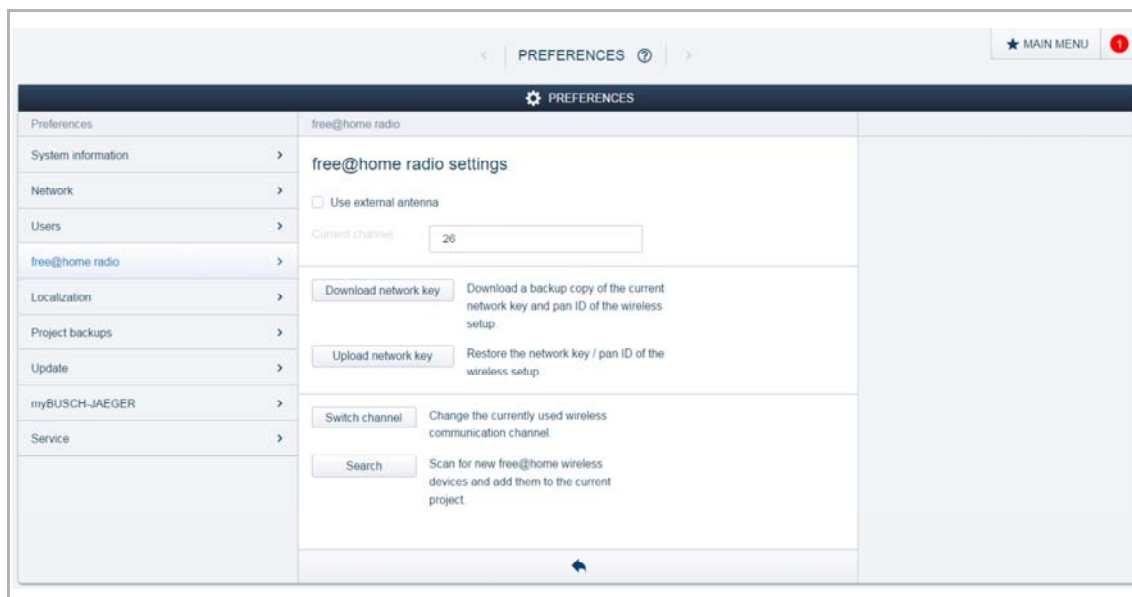 PREFERENCES
MAIN MENU
1
PREFERENCES
Preferences
System information
Network
Users
free@home radio
Localization
Project backups
Update
myBUSCH-JAEGER
Service
free@home radio
free@home radio settings
Use external antenna
Current channel
26
Download network key
Download a backup copy of the current
network key and pan ID of the wireless
setup.
Upload network key
Restore the network key / pan ID of the
wireless setup.
Switch channel
Change the currently used wireless
communication channel.
Search
Scan for new free@home wireless
devices and add them to the current
project.